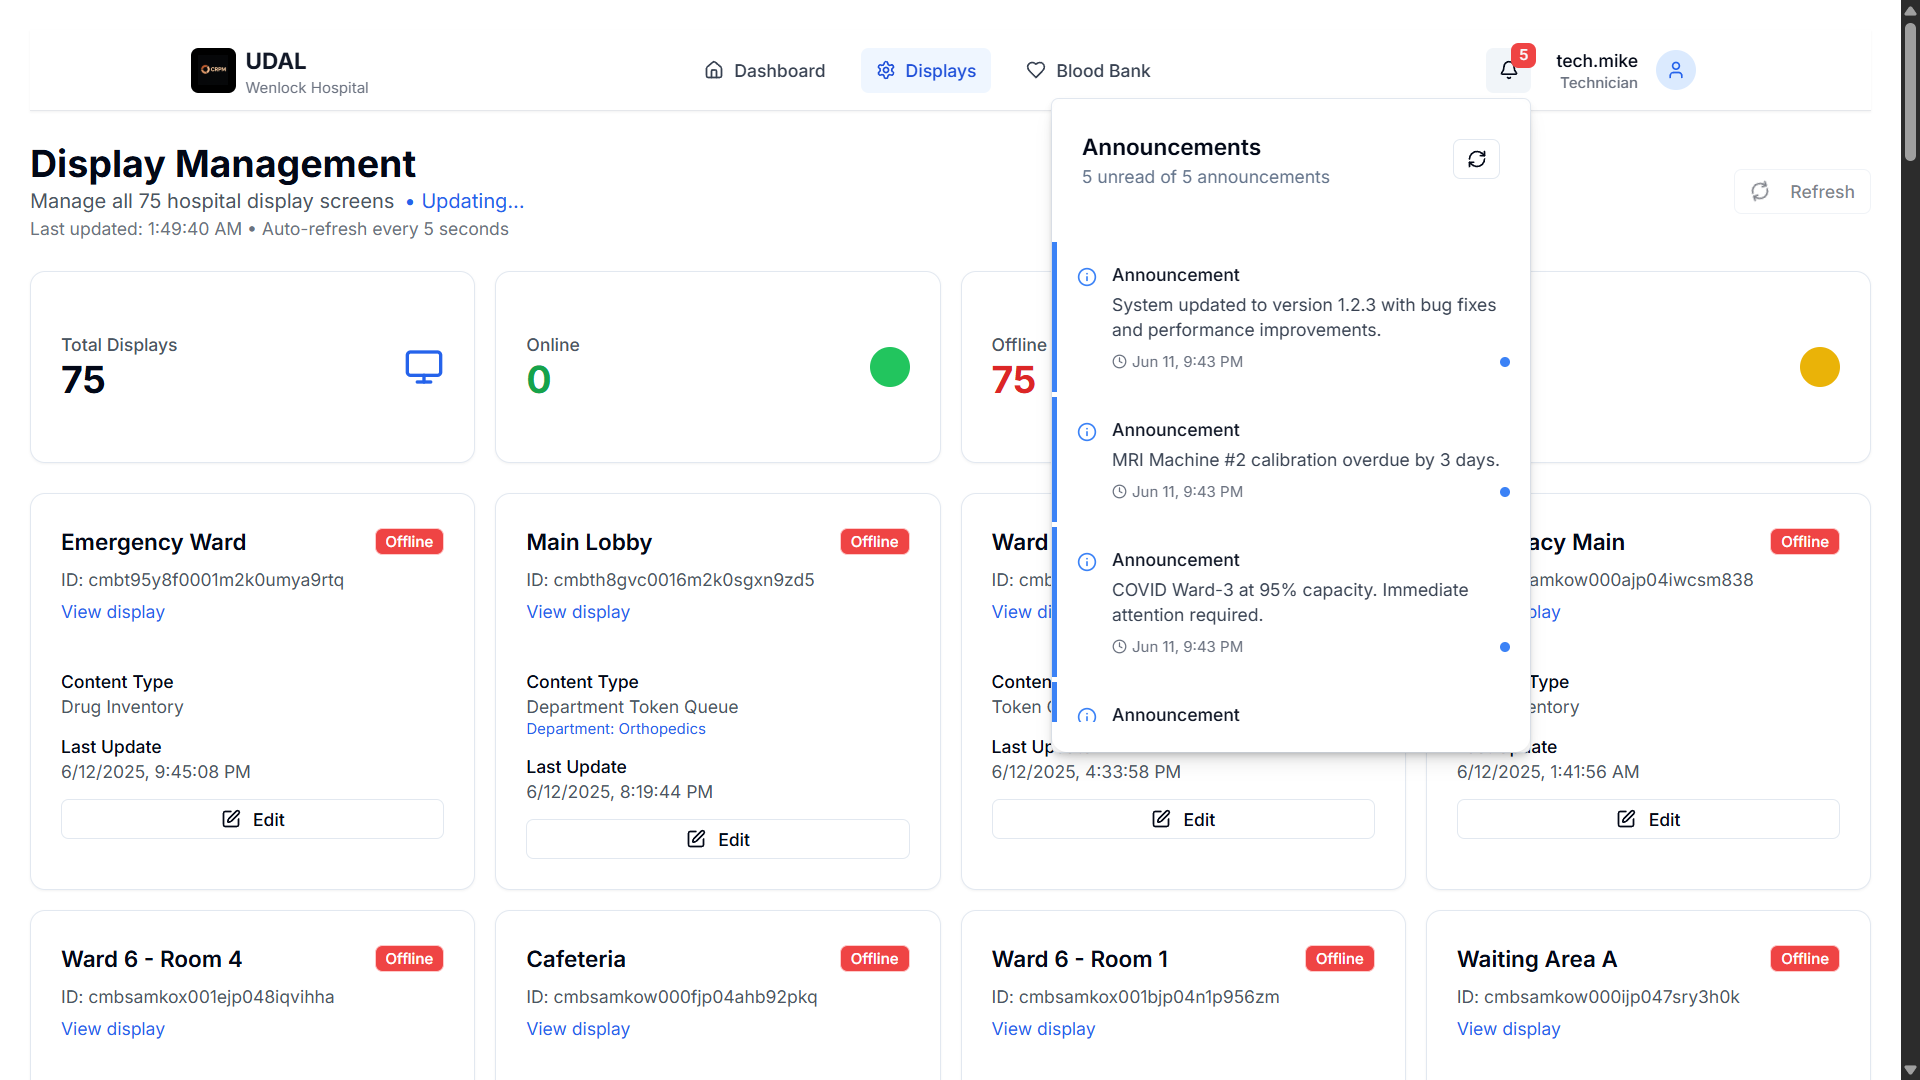 CRPM
UDAL
Wenlock Hospital
Dashboard
Displays
Blood Bank
5
tech.mike
Technician
Display Management
Manage all 75 hospital display screens • Updating...
Last updated: 1:49:40 AM • Auto-refresh every 5 seconds
Refresh
Announcements
5 unread of 5 announcements
Announcement
System updated to version 1.2.3 with bug fixes
and performance improvements.
Jun 11, 9:43 PM
Announcement
MRI Machine #2 calibration overdue by 3 days.
Jun 11, 9:43 PM
Announcement
COVID Ward-3 at 95% capacity. Immediate
attention required.
Jun 11, 9:43 PM
Announcement
Total Displays
75
Online
0
Offline
75
Emergency Ward
Offline
ID: cmbt95y8f0001m2k0umya9rtq
View display
Content Type
Drug Inventory
Last Update
6/12/2025, 9:45:08 PM
Edit
Main Lobby
Offline
ID: cmbth8gvc0016m2k0sgxn9zd5
View display
Content Type
Department Token Queue
Department: Orthopedics
Last Update
6/12/2025, 8:19:44 PM
Edit
Ward
ID: cmb
View di
Conten
Token
Last Up
6/12/2025, 4:33:58 PM
Edit
acy Main
Offline
amkow000ajp04iwcsm838
play
Type
entory
ate
6/12/2025, 1:41:56 AM
Edit
Ward 6 - Room 4
Offline
ID: cmbsamkox001ejp048iqvihha
View display
Cafeteria
Offline
ID: cmbsamkow000fjp04ahb92pkq
View display
Ward 6 - Room 1
Offline
ID: cmbsamkox001bjp04n1p956zm
View display
Waiting Area A
Offline
ID: cmbsamkow000ijp047sry3h0k
View display